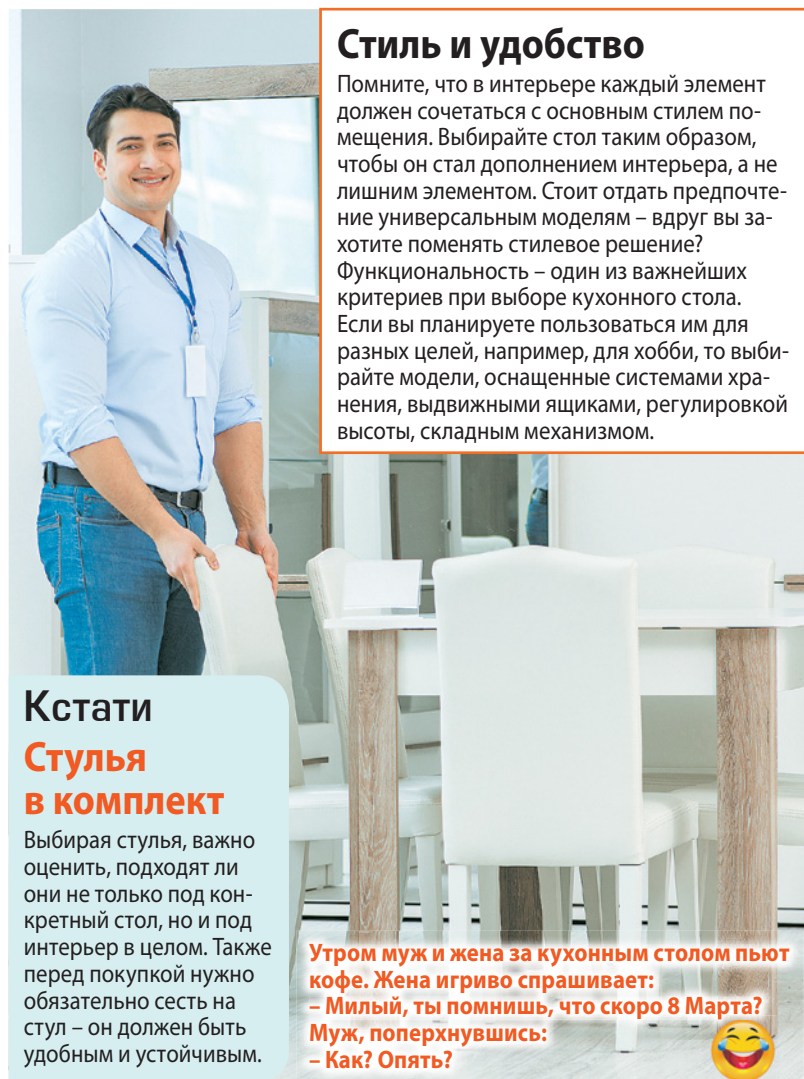 Стиль и удобство
Помните, что в интерьере каждый элемент
должен сочетаться с основным стилем по-
мещения. Выбирайте стол таким образом,
чтобы он стал дополнением интерьера, а не
лишним элементом. Стоит отдать предпочте-
ние универсальным моделям – вдруг вы за-
хотите поменять стилевое решение?
Функциональность – один из важнейших
критериев при выборе кухонного стола.
Если вы планируете пользоваться им для
разных целей, например, для хобби, то выби-
райте модели, оснащенные системами хра-
нения, выдвижными ящиками, регулировкой
высоты, складным механизмом.
Кстати
Стулья
в комплект
Выбирая стулья, важно
оценить, подходят ли
они не только под кон-
кретный стол, но и под
интерьер в целом. Также
перед покупкой нужно
обязательно сесть на
стул – он должен быть
удобным и устойчивым.
Утром муж и жена за кухонным столом пьют
кофе. Жена игриво спрашивает:
– Милый, ты помнишь, что скоро 8 Марта?
Муж, поперхнувшись:
– Как? Опять?